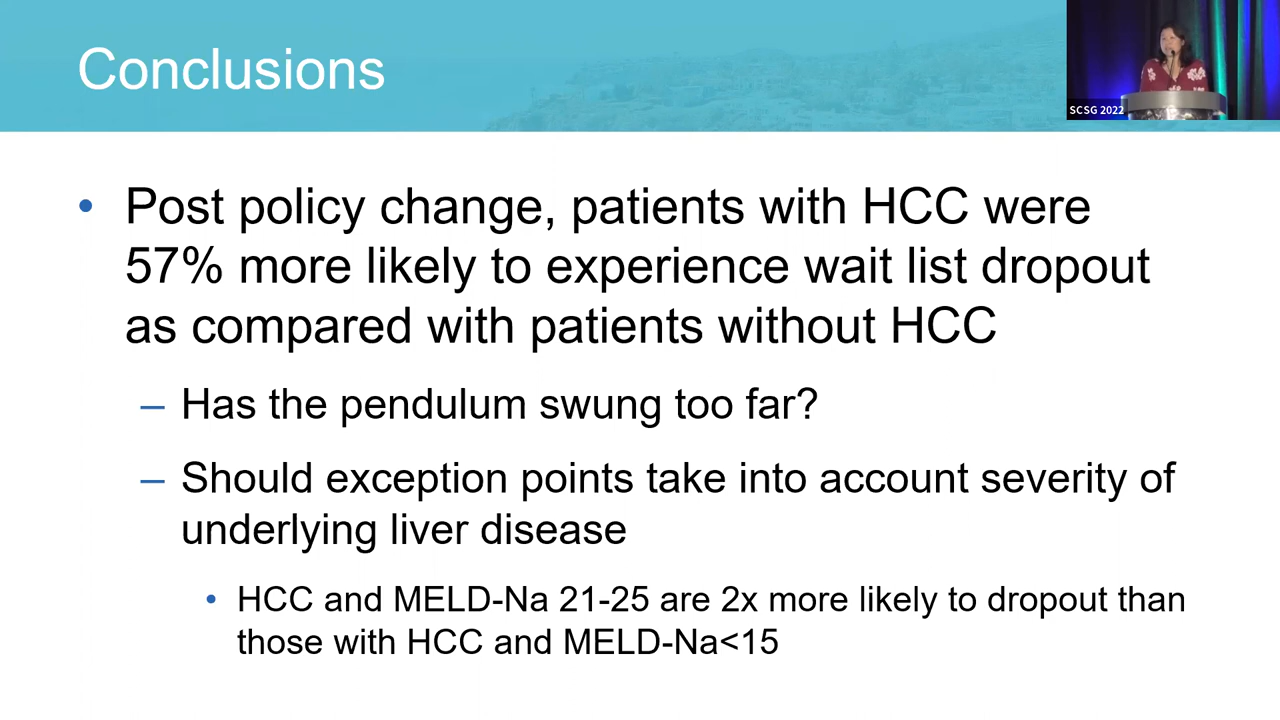 Conclusions
SCSG 2022
• Post policy change, patients with HCC were
57% more likely to experience wait list dropout
as compared with patients without HCC
– Has the pendulum swung too far?
– Should exception points take into account severity of
underlying liver disease
• HCC and MELD-Na 21-25 are 2x more likely to dropout than
those with HCC and MELD-Na<15